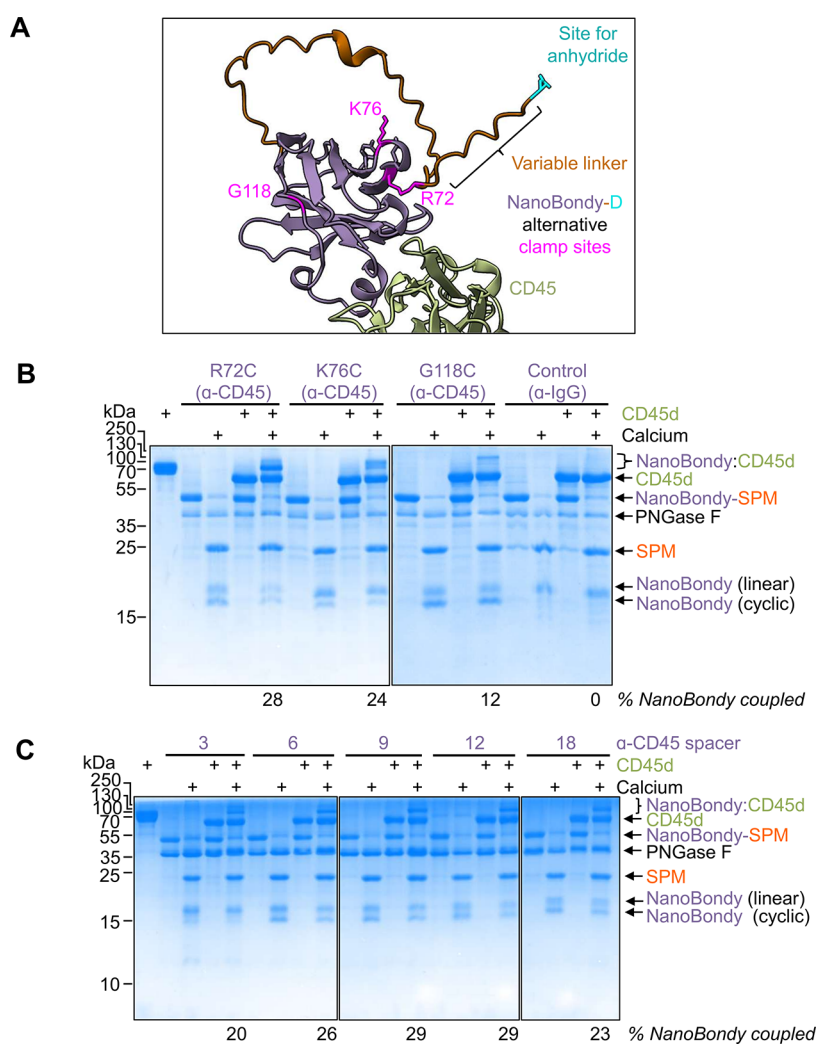 A
Site for
anhydride
K76
Variable linker
G118
R72
NanoBondy-D
alternative
clamp sites
CD45
B
R72C
(α-CD45)
K76C
(α-CD45)
G118C
(α-CD45)
Control
(α-IgG)
kDa + + + + + + + + + CD45d
+ + + + + + + + Calcium
250
130
100
70
55
35
25
15
NanoBondy:CD45d
CD45d
NanoBondy-SPM
PNGase F
SPM
NanoBondy (linear)
NanoBondy (cyclic)
28 24 12 0 % NanoBondy coupled
C
3 6 9 12 18 α-CD45 spacer
kDa + + + + + + + + + + + CD45d
+ + + + + + + + + + Calcium
250
130
100
70
55
35
25
15
10
NanoBondy:CD45d
CD45d
NanoBondy-SPM
PNGase F
SPM
NanoBondy (linear)
NanoBondy (cyclic)
20 26 29 29 23 % NanoBondy coupled